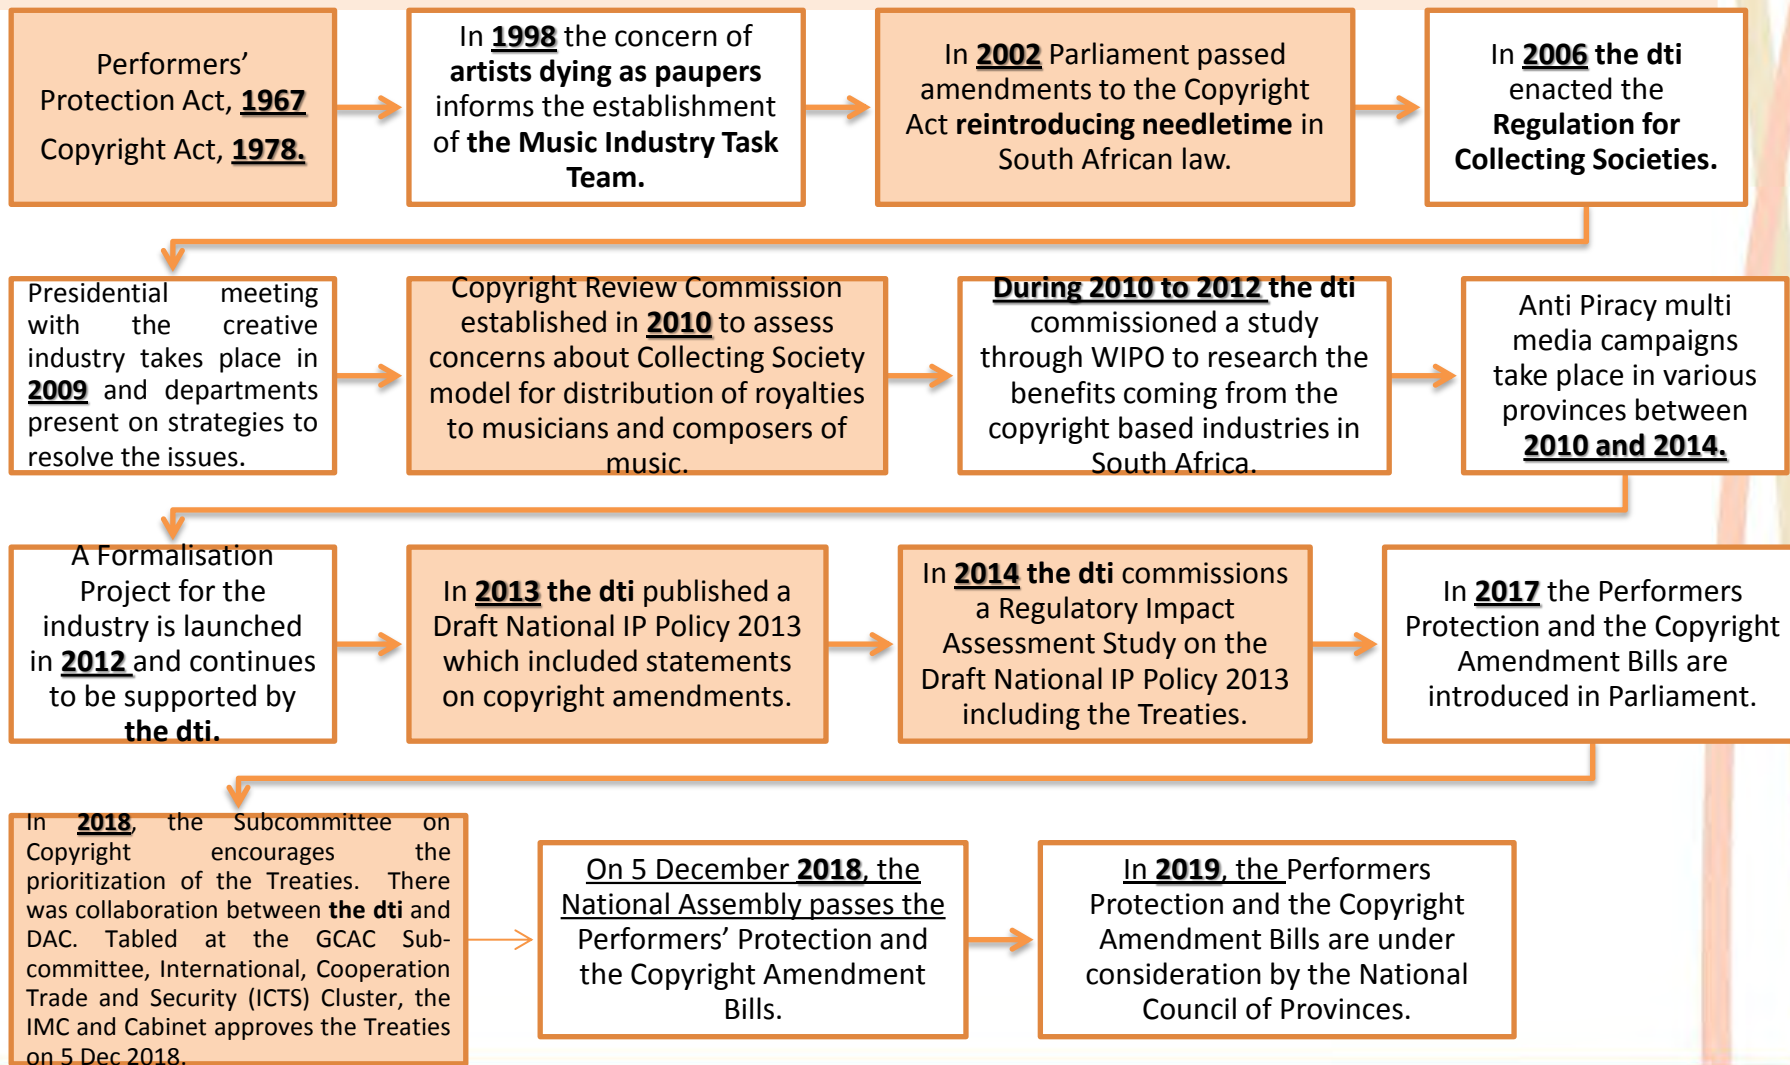 Performers’
Protection Act, 1967
Copyright Act, 1978.
In 1998 the concern of
artists dying as paupers
informs the establishment
of the Music Industry Task
Team.
In 2002 Parliament passed
amendments to the Copyright
Act reintroducing needletime in
South African law.
In 2006 the dti
enacted the
Regulation for
Collecting Societies.
Presidential meeting
with the creative
industry takes place in
2009 and departments
present on strategies to
resolve the issues.
Copyright Review Commission
established in 2010 to assess
concerns about Collecting Society
model for distribution of royalties
to musicians and composers of
music.
During 2010 to 2012 the dti
commissioned a study
through WIPO to research the
benefits coming from the
copyright based industries in
South Africa.
Anti Piracy multi
media campaigns
take place in various
provinces between
2010 and 2014.
A Formalisation
Project for the
industry is launched
in 2012 and continues
to be supported by
the dti.
In 2013 the dti published a
Draft National IP Policy 2013
which included statements
on copyright amendments.
In 2014 the dti commissions
a Regulatory Impact
Assessment Study on the
Draft National IP Policy 2013
including the Treaties.
In 2017 the Performers
Protection and the Copyright
Amendment Bills are
introduced in Parliament.
In 2018, the Subcommittee on
Copyright encourages the
prioritization of the Treaties. There
was collaboration between the dti and
DAC. Tabled at the GCAC Sub-
committee, International, Cooperation
Trade and Security (ICTS) Cluster, the
IMC and Cabinet approves the Treaties
on 5 Dec 2018.
On 5 December 2018, the
National Assembly passes the
Performers’ Protection and
the Copyright Amendment
Bills.
In 2019, the Performers
Protection and the Copyright
Amendment Bills are under
consideration by the National
Council of Provinces.